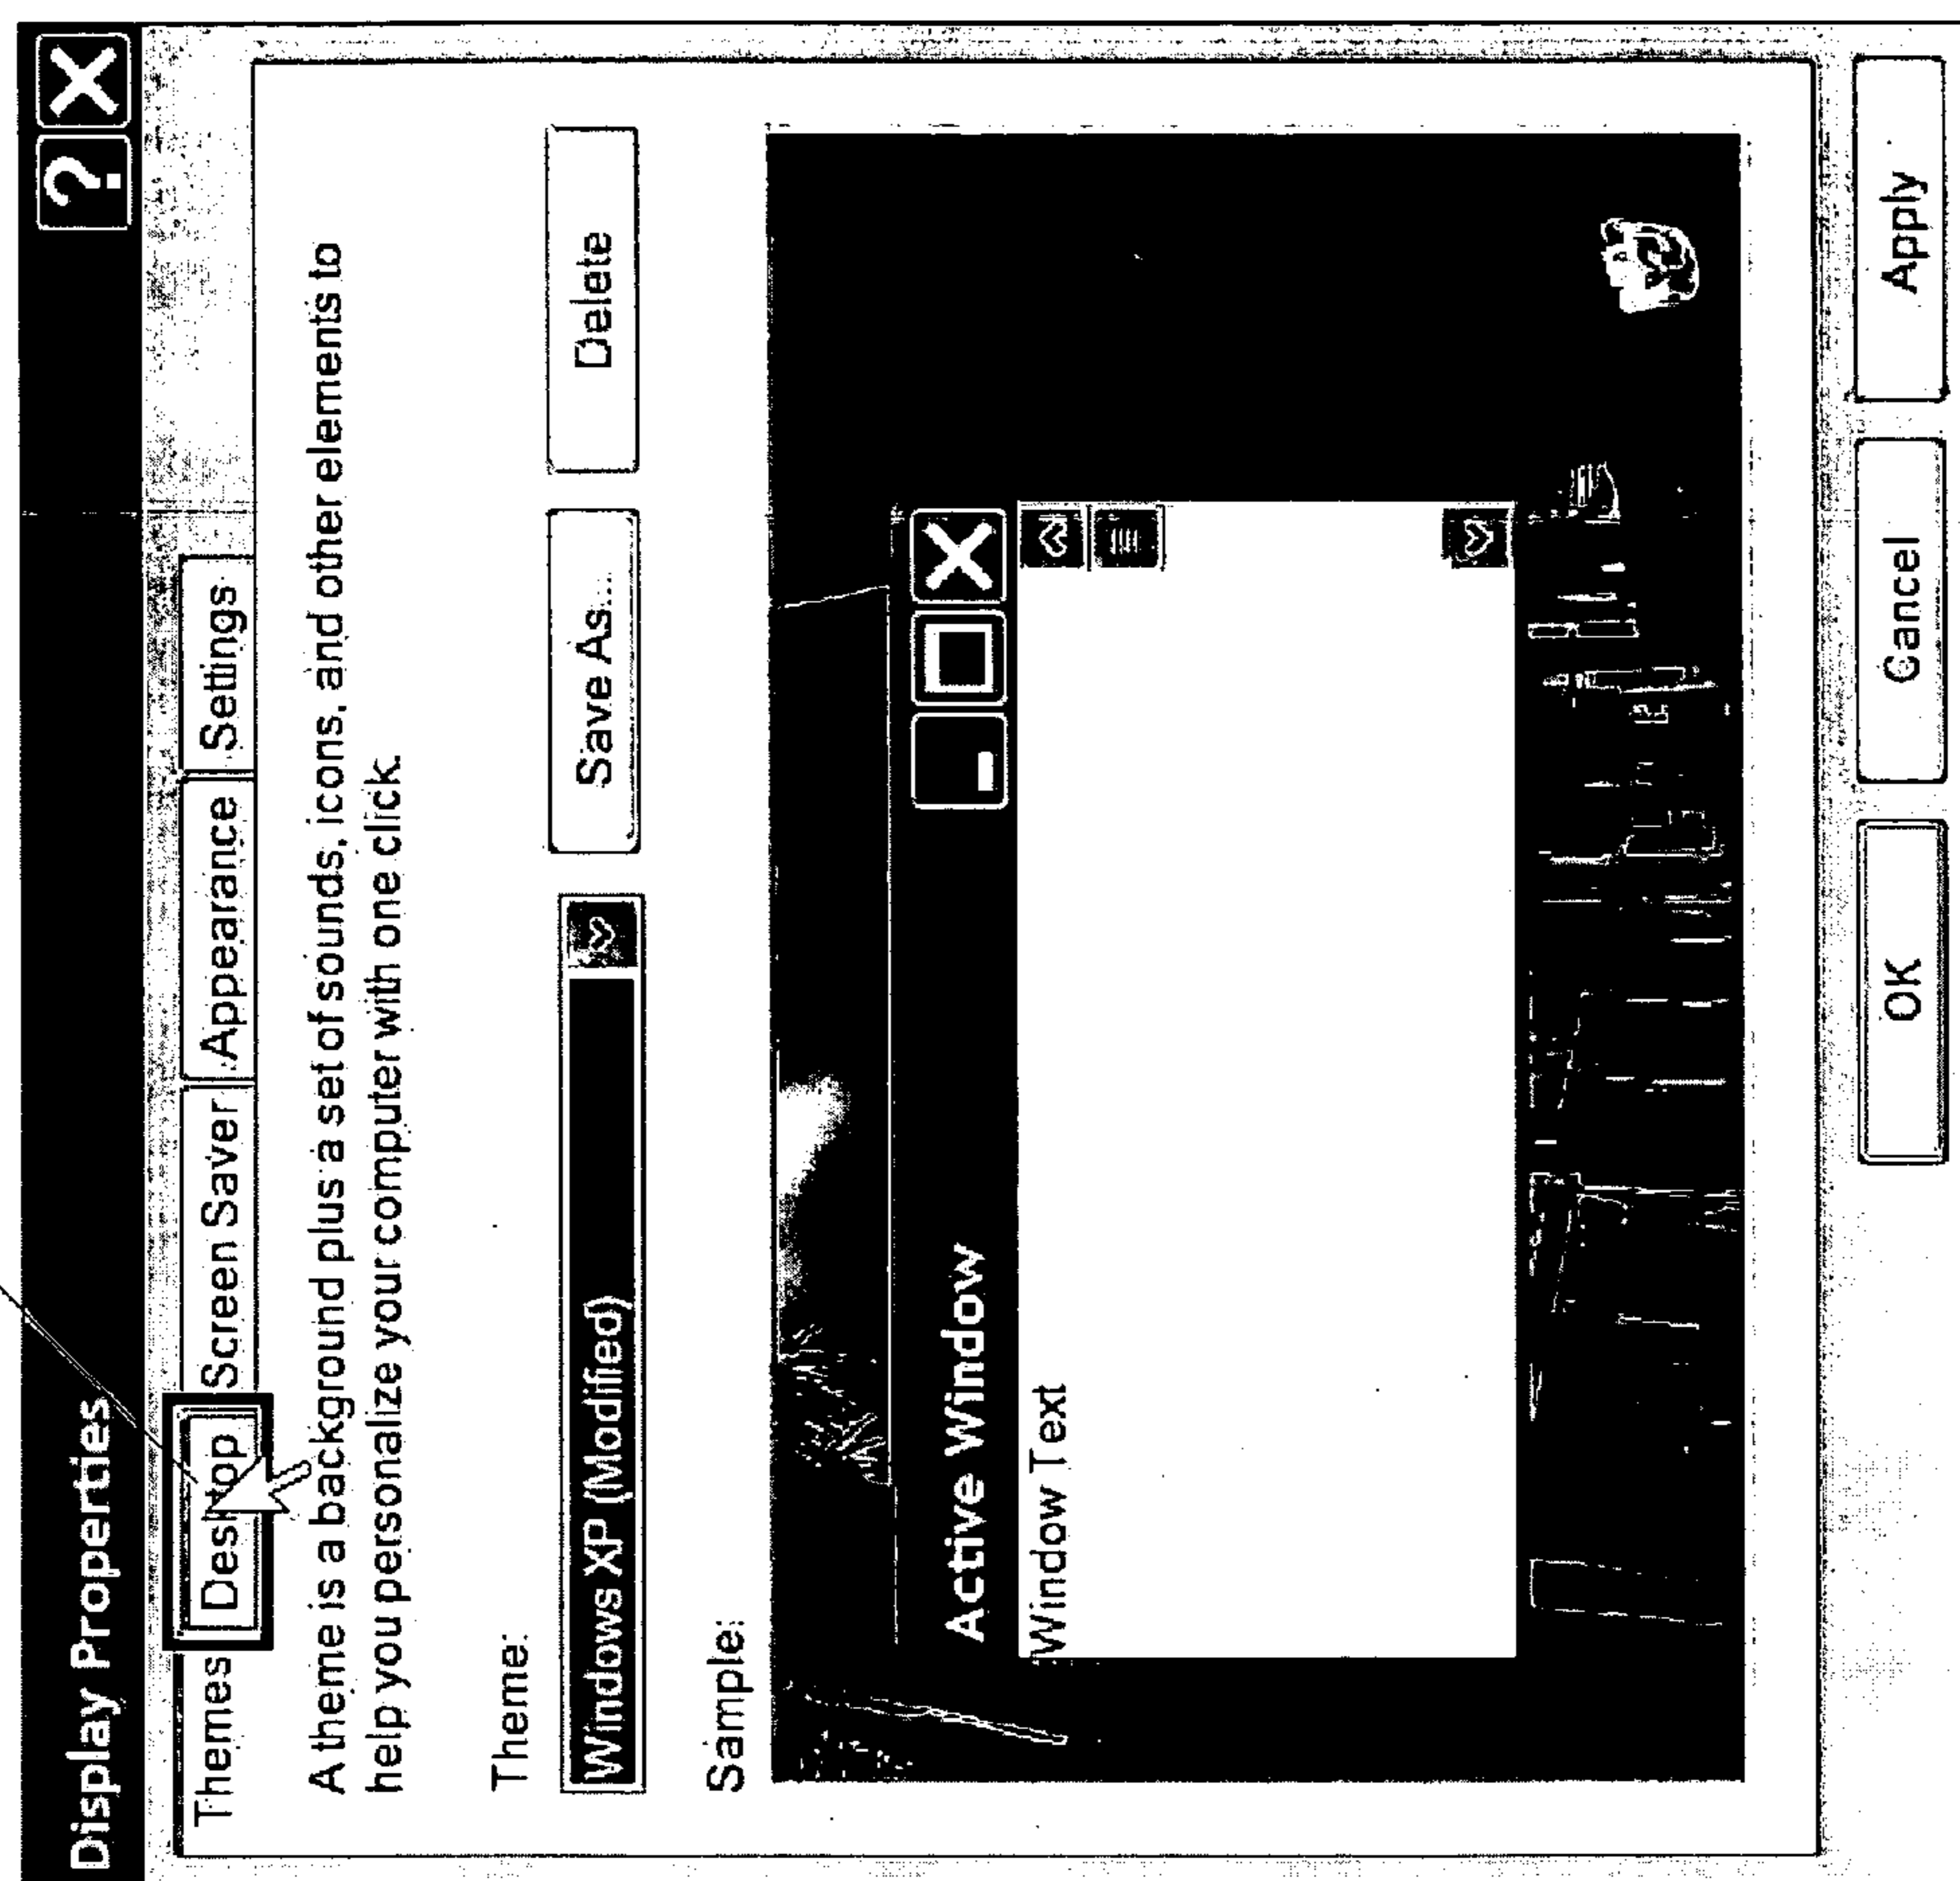 Display Properties
Themes Desktop Screen Saver Appearance Settings
A theme is a background plus a set of sounds, icons, and other elements to
help you personalize your computer with one click.
Theme:
Windows XP (Modified) Save As... Delete
Sample:
Active Window
Window Text
OK Cancel Apply